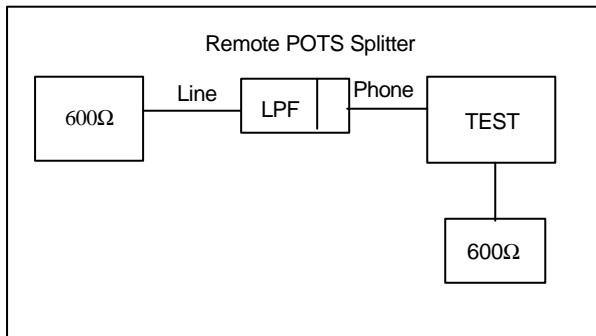 Remote POTS Splitter
Line
Phone
600Ω
LPF
TEST
600Ω